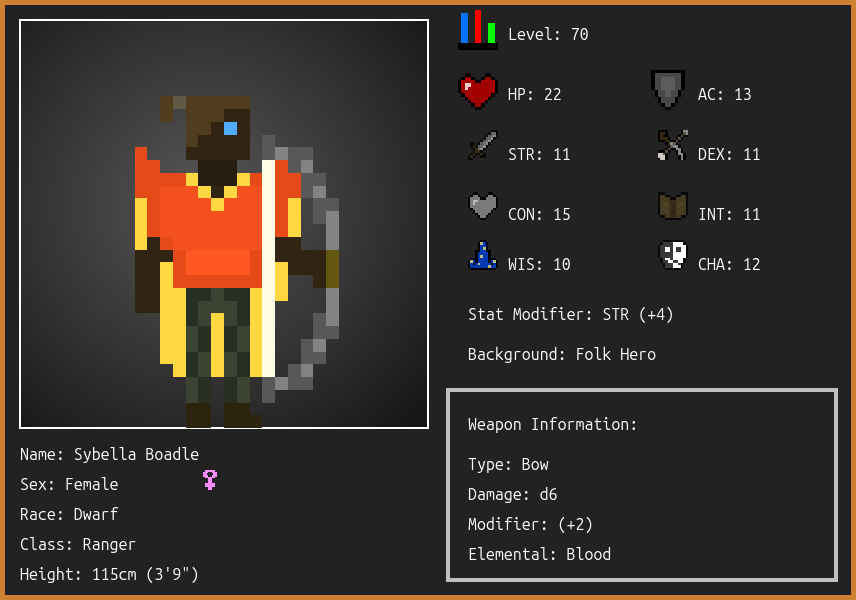 Level: 70
HP: 22
AC: 13
STR: 11
DEX: 11
CON: 15
INT: 11
WIS: 10
CHA: 12
Stat Modifier: STR (+4)
Background: Folk Hero
Weapon Information:
Type: Bow
Damage: d6
Modifier: (+2)
Elemental: Blood
Name: Sybella Boadle
Sex: Female
Race: Dwarf
Class: Ranger
Height: 115cm (3'9")